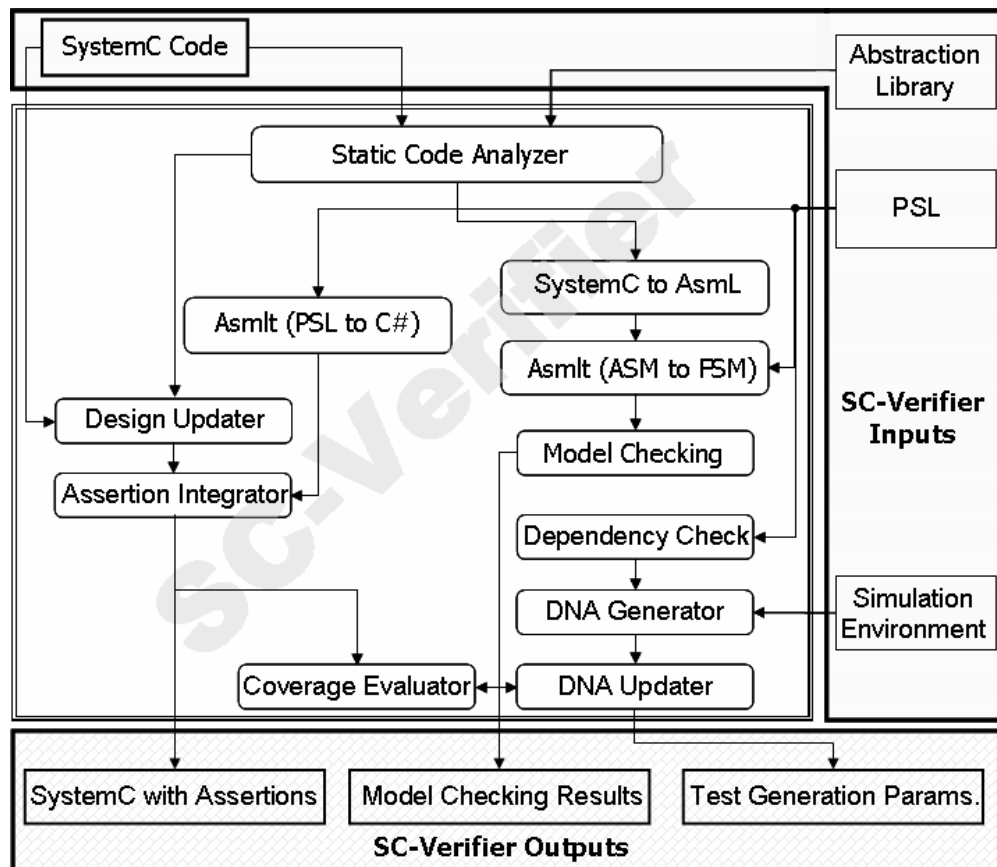 SystemC Code
Abstraction
Library
Static Code Analyzer
PSL
SystemC to AsmL
Asmlt (PSL to C#)
Asmlt (ASM to FSM)
SC-Verifier
Inputs
Design Updater
Model Checking
Assertion Integrator
Dependency Check
DNA Generator
Simulation
Environment
Coverage Evaluator
DNA Updater
SC-Verifier
SystemC with Assertions
Model Checking Results
Test Generation Params.
SC-Verifier Outputs